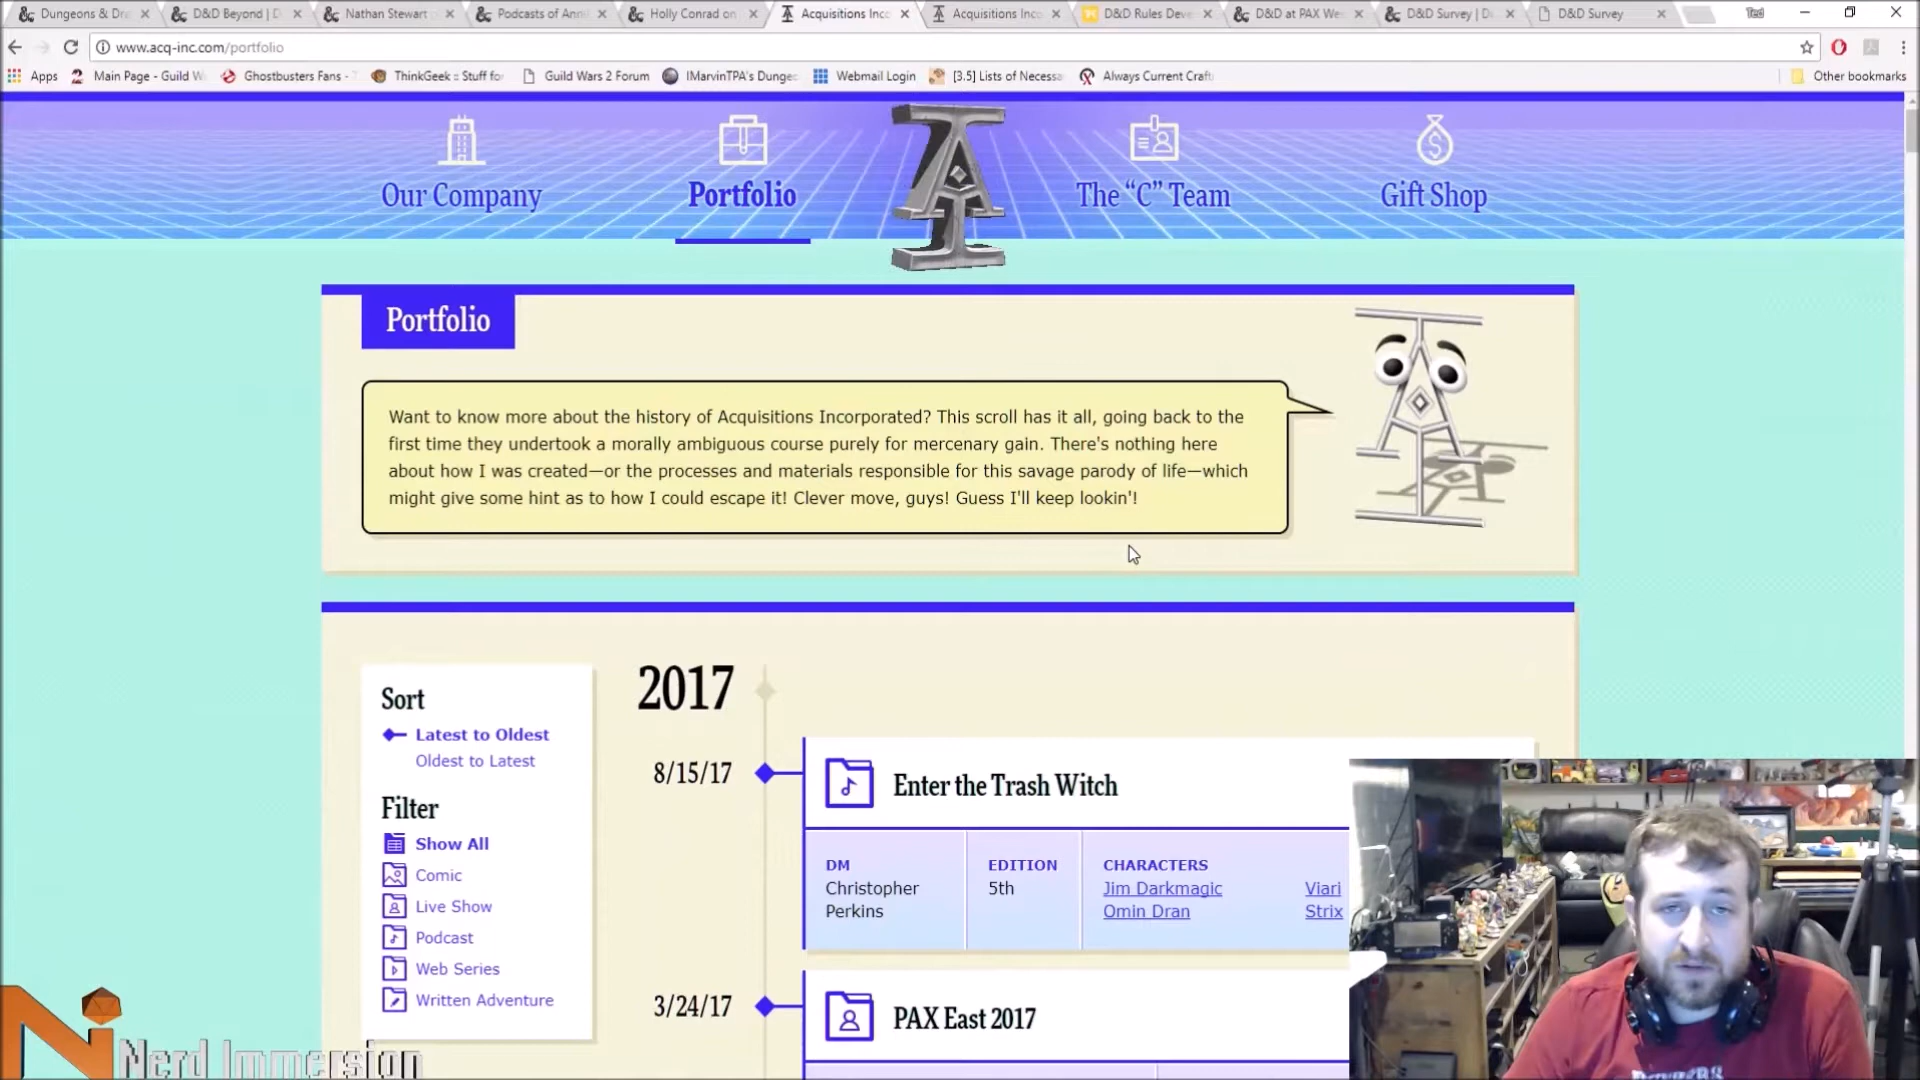 Dungeons & Dra
D&D Beyond | D
Nathan Stewart
Podcasts of Anni
Holly Conrad on
Acquisitions Inc
Acquisitions Inco
D&D Rules Deve
D&D at PAX We
D&D Survey | D
D&D Survey
Ted
www.acq-inc.com/portfolio
Apps
Main Page - Guild W
Ghostbusters Fans - T
ThinkGeek :: Stuff for
Guild Wars 2 Forum
IMarvinTPA's Dunge
Webmail Login
[3.5] Lists of Necessa
Always Current Craft
Other bookmarks
Our Company
Portfolio
The “C” Team
Gift Shop
Portfolio
Want to know more about the history of Acquisitions Incorporated? This scroll has it all, going back to the
first time they undertook a morally ambiguous course purely for mercenary gain. There's nothing here
about how I was created—or the processes and materials responsible for this savage parody of life—which
might give some hint as to how I could escape it! Clever move, guys! Guess I'll keep lookin'!
Sort
Latest to Oldest
Oldest to Latest
Filter
Show All
Comic
Live Show
Podcast
Web Series
Written Adventure
2017
8/15/17
Enter the Trash Witch
DM
Christopher
Perkins
EDITION
5th
CHARACTERS
Jim Darkmagic
Viari
Omin Dran
Strix
3/24/17
PAX East 2017
Nerd Immersion